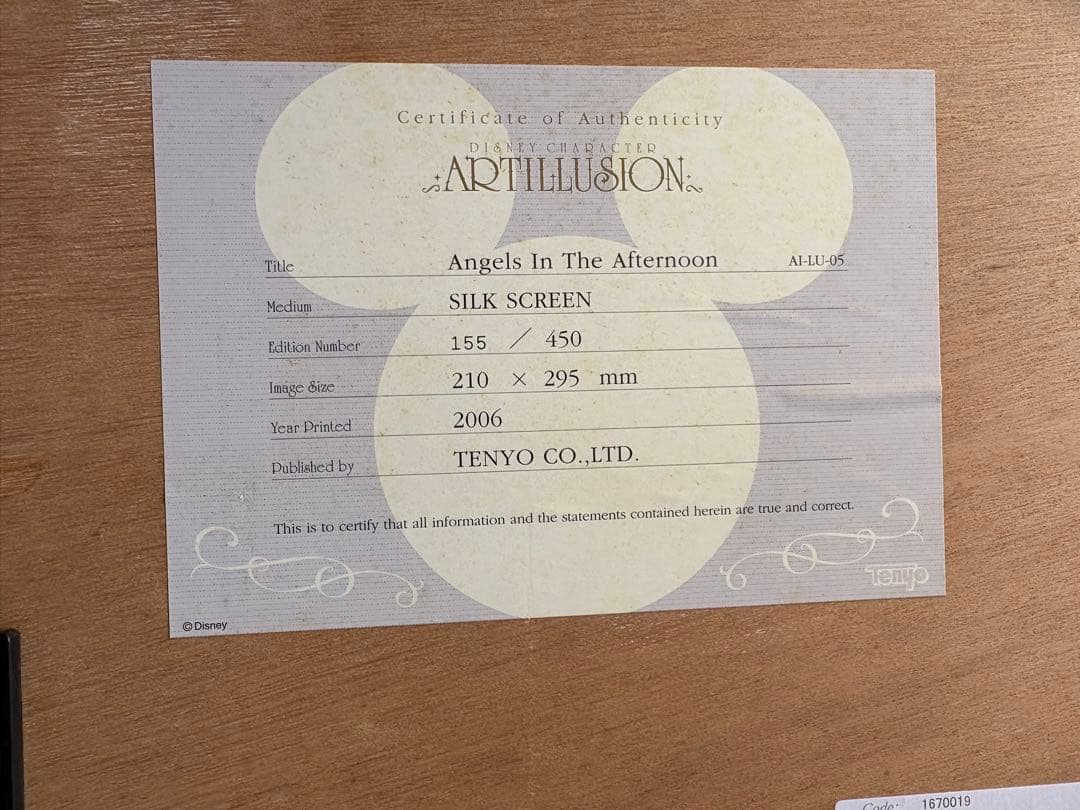 Certificate of Authenticity
DISNEY CHARACTER
ARTILLUSION
Title Angels In The Afternoon AI-LU-05
Medium SILK SCREEN
Edition Number 155 / 450
Image Size 210 × 295 mm
Year Printed 2006
Published by TENYO CO.,LTD.
This is to certify that all information and the statements contained herein are true and correct.
Tenyo
© Disney
Code: 1670019